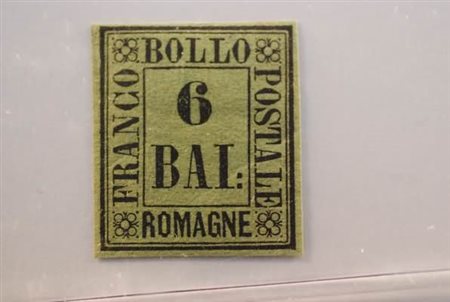 BOLLO
FRANCO
6
BAI:
POSTALE
ROMAGNE